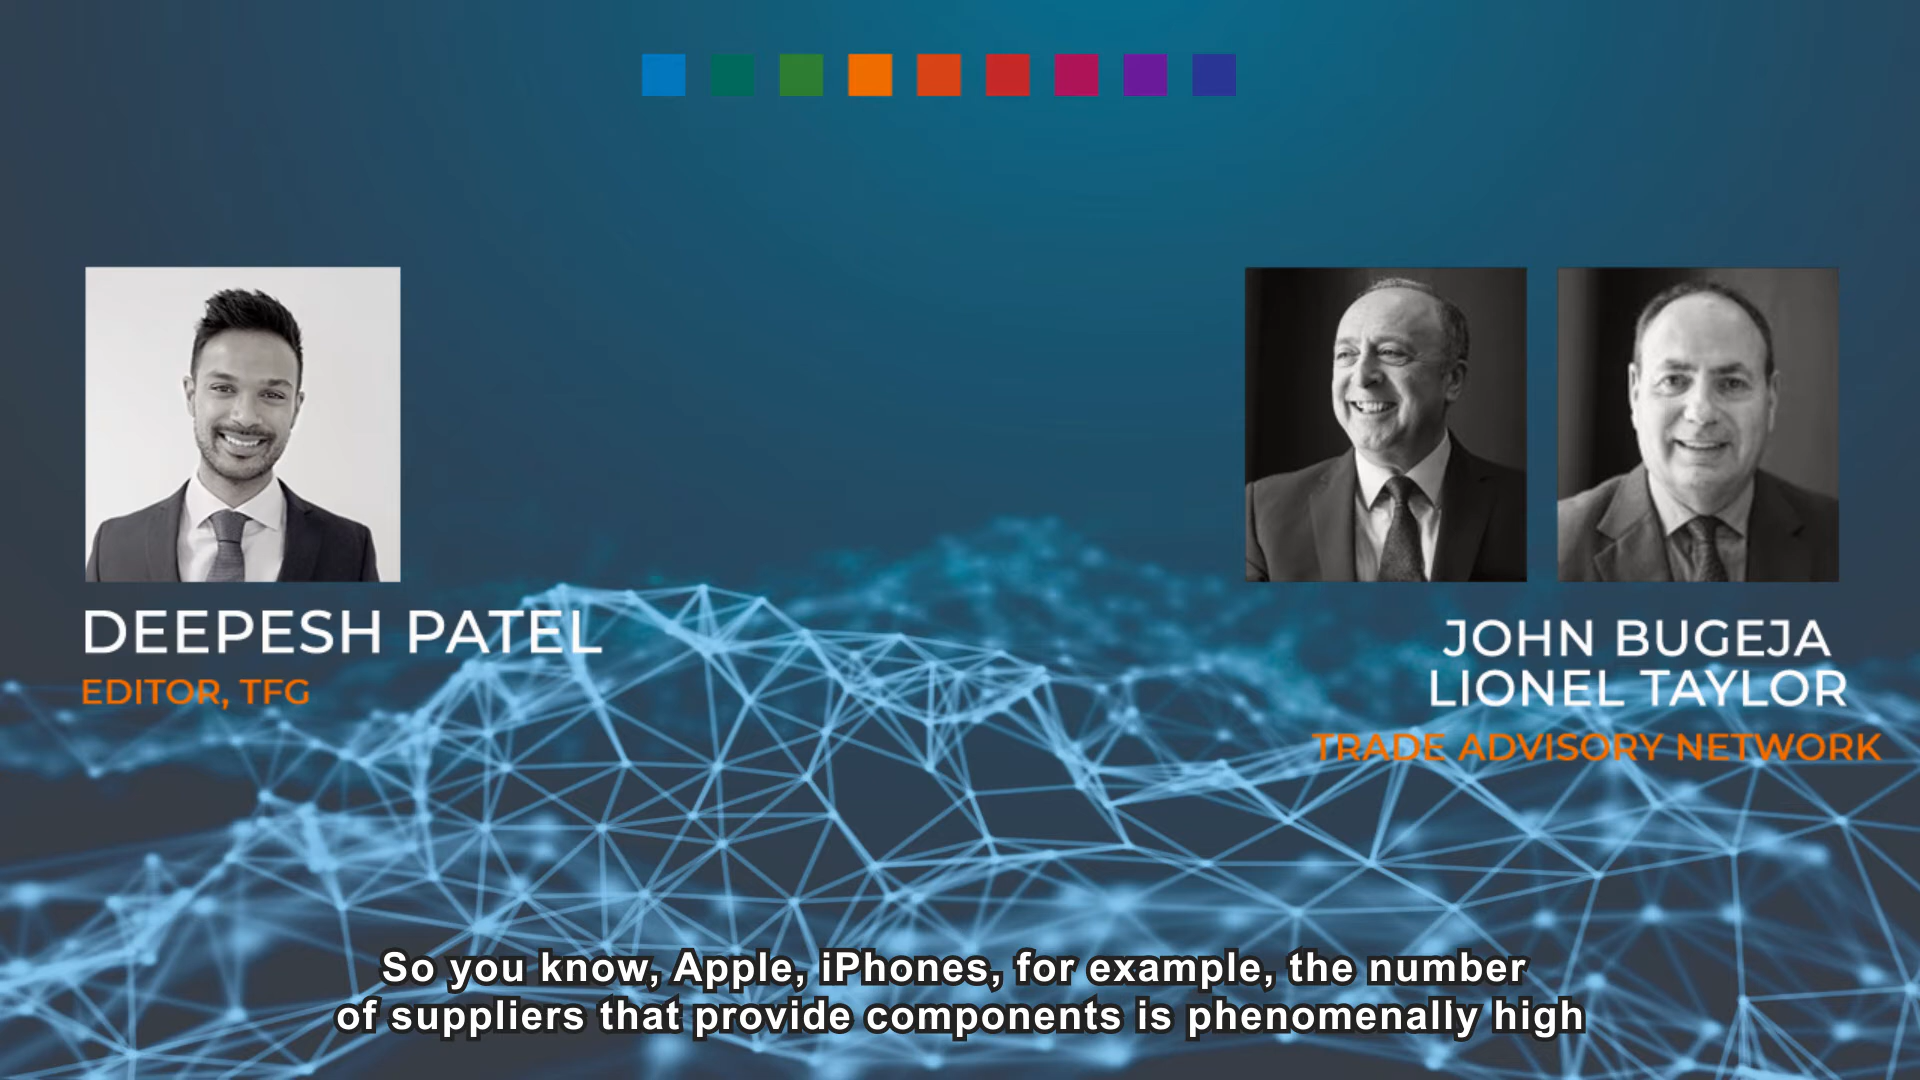 DEEPESH PATEL
EDITOR, TFG
JOHN BUGEJA
LIONEL TAYLOR
TRADE ADVISORY NETWORK
So you know, Apple, iPhones, for example, the number
of suppliers that provide components is phenomenally high